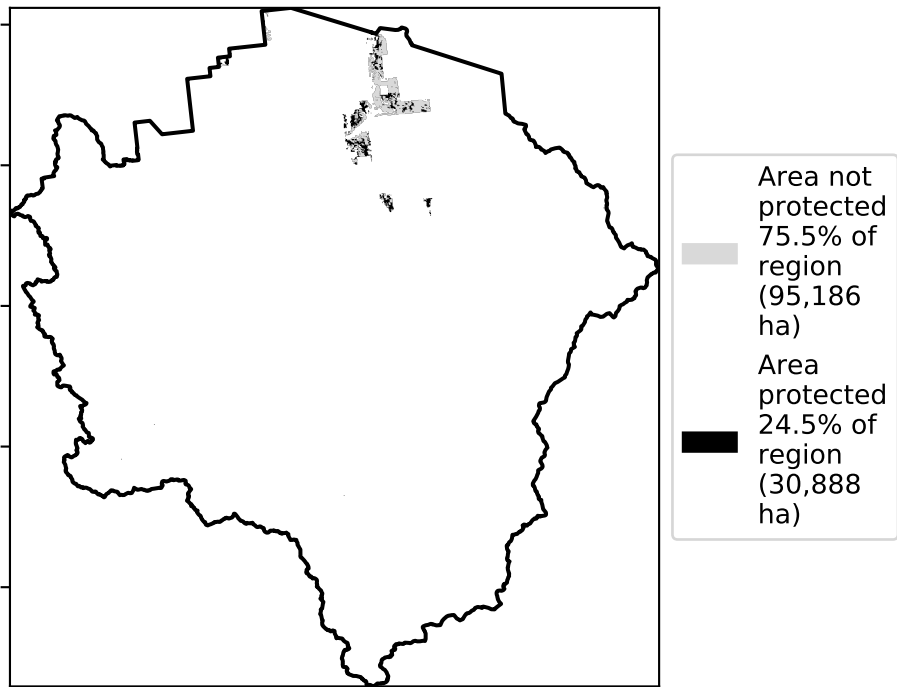 Area not
protected
75.5% of
region
(95,186
ha)
Area
protected
24.5% of
region
(30,888
ha)